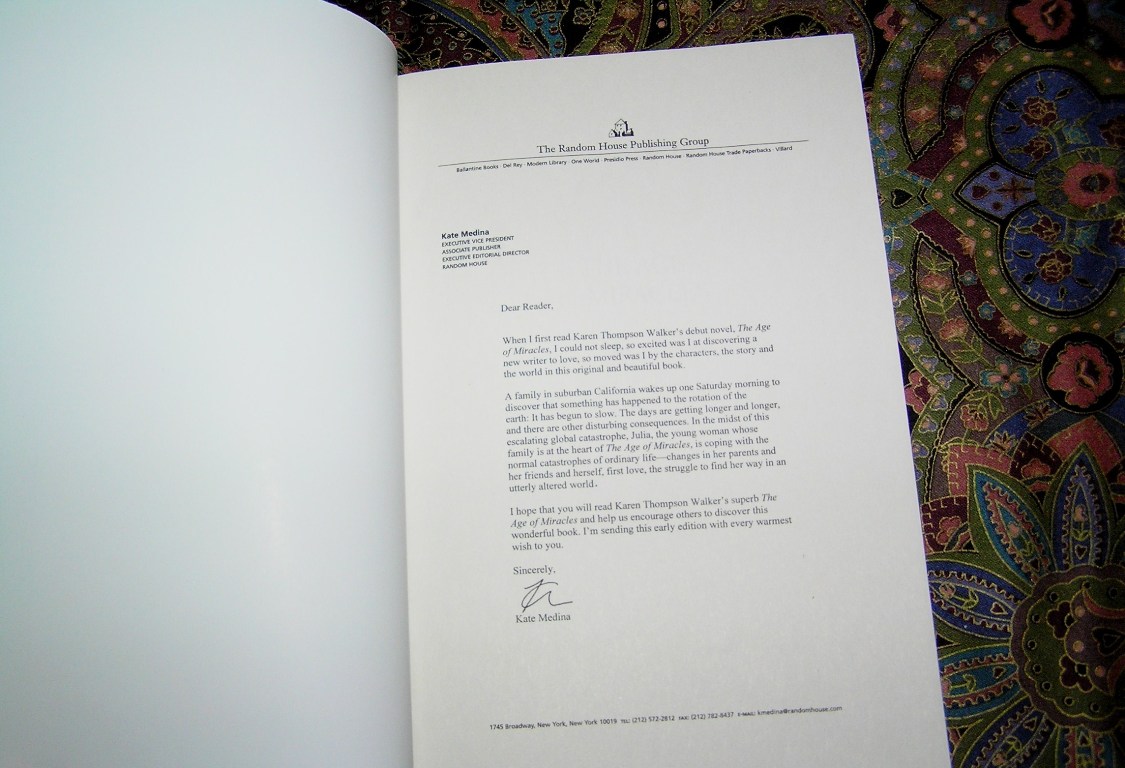 The Random House Publishing Group
Ballantine Books · Del Rey · Modern Library · One World · Presidio Press · Random House · Random House Trade Paperbacks · Villard
Kate Medina
EXECUTIVE VICE PRESIDENT
ASSOCIATE PUBLISHER
EXECUTIVE EDITORIAL DIRECTOR
RANDOM HOUSE
Dear Reader,
When I first read Karen Thompson Walker's debut novel, The Age
of Miracles, I could not sleep, so excited was I at discovering a
new writer to love, so moved was I by the characters, the story and
the world in this original and beautiful book.
A family in suburban California wakes up one Saturday morning to
discover that something has happened to the rotation of the
earth: It has begun to slow. The days are getting longer and longer,
and there are other disturbing consequences. In the midst of this
escalating global catastrophe, Julia, the young woman whose
family is at the heart of The Age of Miracles, is coping with the
normal catastrophes of ordinary life—changes in her parents and
her friends and herself, first love, the struggle to find her way in an
utterly altered world.
I hope that you will read Karen Thompson Walker's superb The
Age of Miracles and help us encourage others to discover this
wonderful book. I'm sending this early edition with every warmest
wish to you.
Sincerely,
Kate Medina
1745 Broadway, New York, New York 10019 TEL: (212) 572-2812 FAX: (212) 782-8437 E-MAIL: kmedina@randomhouse.com